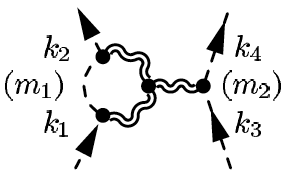 k₂ k₄
(m₁) (m₂)
k₁ k₃